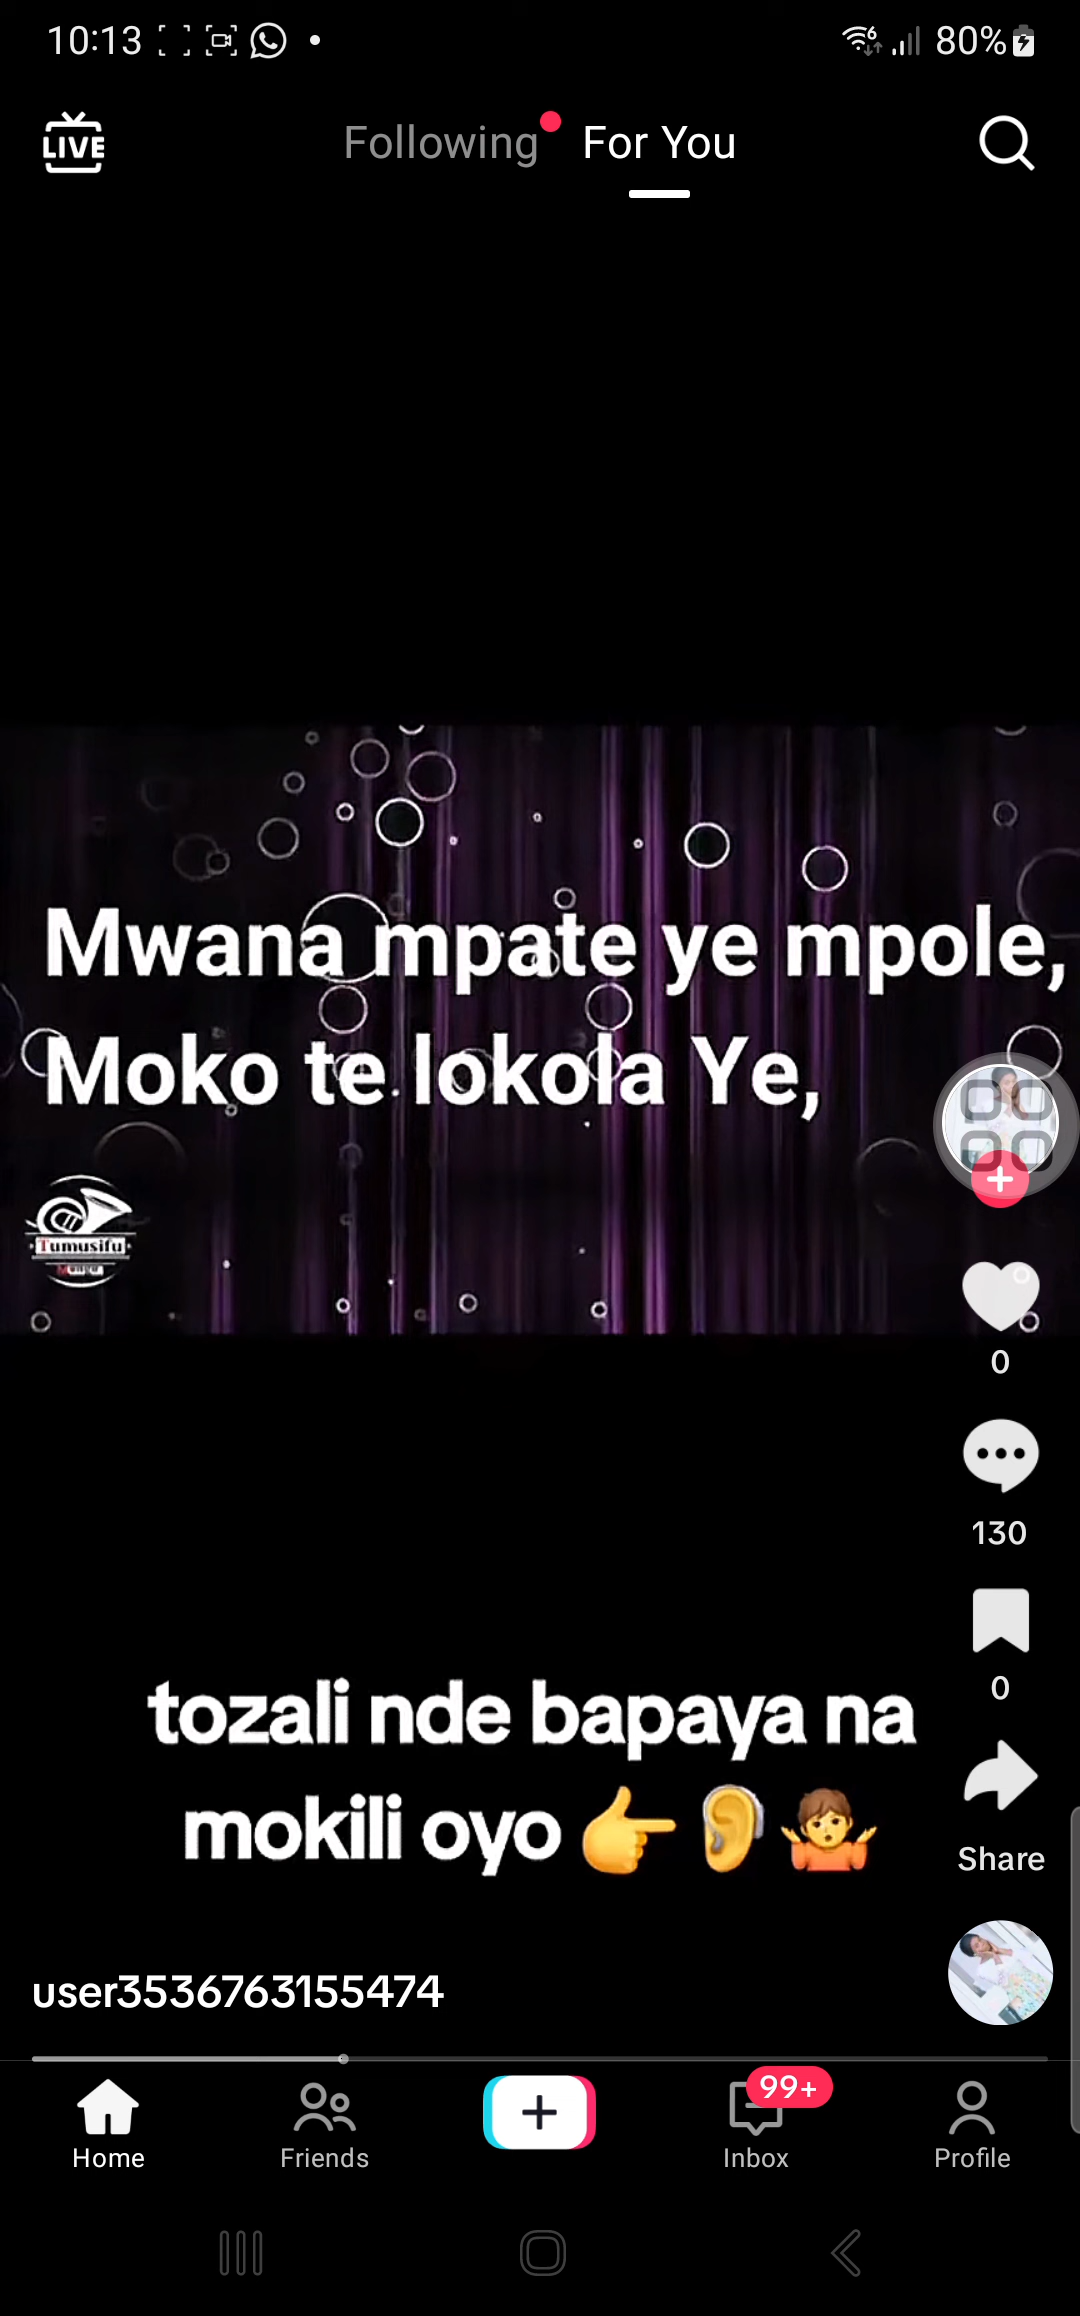 10:13
80%
LIVE
Following
For You
Mwana mpate ye mpole,
Moko te lokola Ye,
Tumusifu
0
130
0
tozali nde bapaya na
mokili oyo 👉 🦻 🤷
Share
user3536763155474
99+
Home
Friends
Inbox
Profile